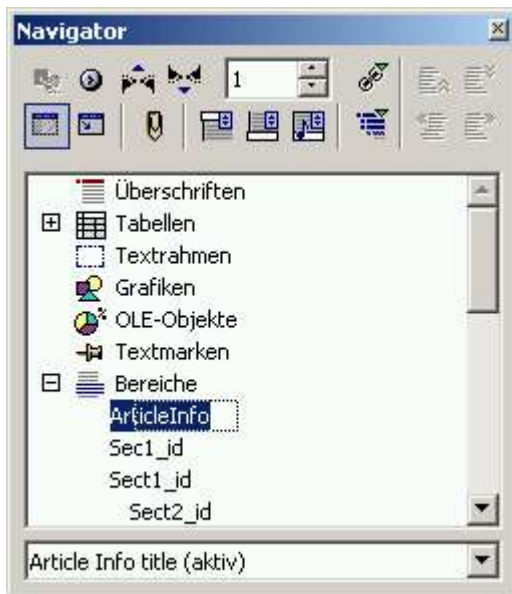 Navigator
1
Überschriften
Tabellen
Textrahmen
Grafiken
OLE-Objekte
Textmarken
Bereiche
ArticleInfo
Sec1_id
Sect1_id
Sect2_id
Article Info title (aktiv)